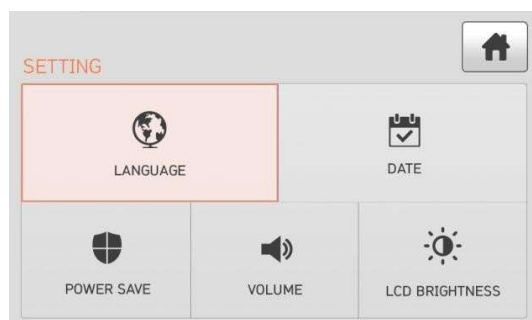 SETTING
LANGUAGE
DATE
POWER SAVE
VOLUME
LCD BRIGHTNESS